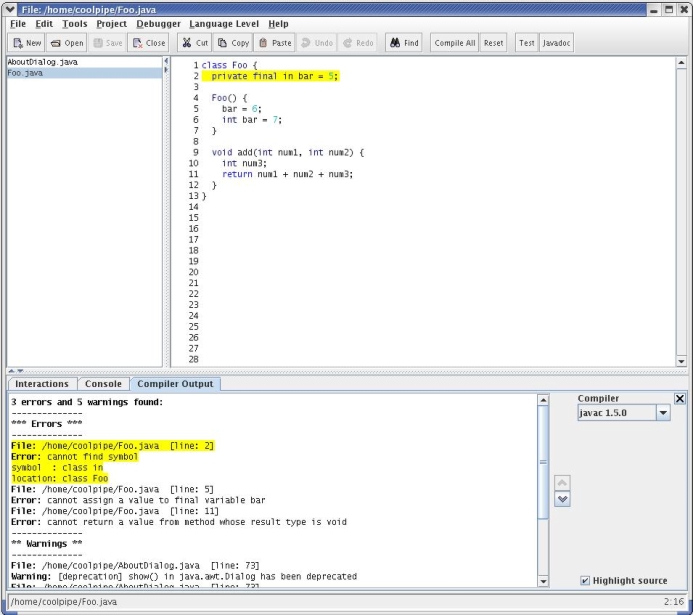 File: /home/coolpipe/Foo.java
File Edit Tools Project Debugger Language Level Help
New Open Save Close Cut Copy Paste Undo Redo Find Compile All Reset Test Javadoc
AboutDialog.java
Foo.java
1 class Foo {
2 private final in bar = 5;
3
4 Foo() {
5 bar = 6;
6 int bar = 7;
7 }
8
9 void add(int num1, int num2) {
10 int num3;
11 return num1 + num2 + num3;
12 }
13 }
14
15
16
17
18
19
20
21
22
23
24
25
26
27
28
Interactions Console Compiler Output
3 errors and 5 warnings found:
--------------
*** Errors ***
--------------
File: /home/coolpipe/Foo.java [line: 2]
Error: cannot find symbol
symbol : class in
location: class Foo
File: /home/coolpipe/Foo.java [line: 5]
Error: cannot assign a value to final variable bar
File: /home/coolpipe/Foo.java [line: 11]
Error: cannot return a value from method whose result type is void
--------------
** Warnings **
--------------
File: /home/coolpipe/AboutDialog.java [line: 73]
Warning: [deprecation] show() in java.awt.Dialog has been deprecated
File: /home/coolpipe/AboutDialog.java [line: 73]
Compiler
javac 1.5.0
Highlight source
/home/coolpipe/Foo.java 2:16